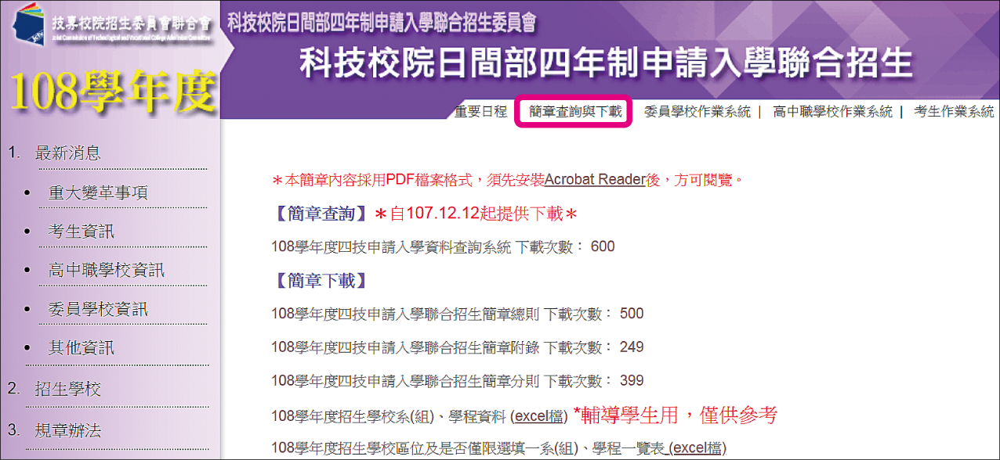 技專校院招生委員會聯合會
Joint Commission of Technological and Vocational College Admission Committee
108學年度
科技校院日間部四年制申請入學聯合招生委員會
科技校院日間部四年制申請入學聯合招生
重要日程 簡章查詢與下載 委員學校作業系統 | 高中職學校作業系統 | 考生作業系統
1. 最新消息
• 重大變革事項
• 考生資訊
• 高中職學校資訊
• 委員學校資訊
• 其他資訊
2. 招生學校
3. 規章辦法
＊本簡章內容採用PDF檔案格式，須先安裝Acrobat Reader後，方可閱覽。
【簡章查詢】＊自107.12.12起提供下載＊
108學年度四技申請入學資料查詢系統 下載次數： 600
【簡章下載】
108學年度四技申請入學聯合招生簡章總則 下載次數： 500
108學年度四技申請入學聯合招生簡章附錄 下載次數： 249
108學年度四技申請入學聯合招生簡章分則 下載次數： 399
108學年度招生學校系(組)、學程資料 (excel檔) *輔導學生用，僅供參考
108學年度招生學校區位及是否僅限選填一系(組)、學程一覽表 (excel檔)